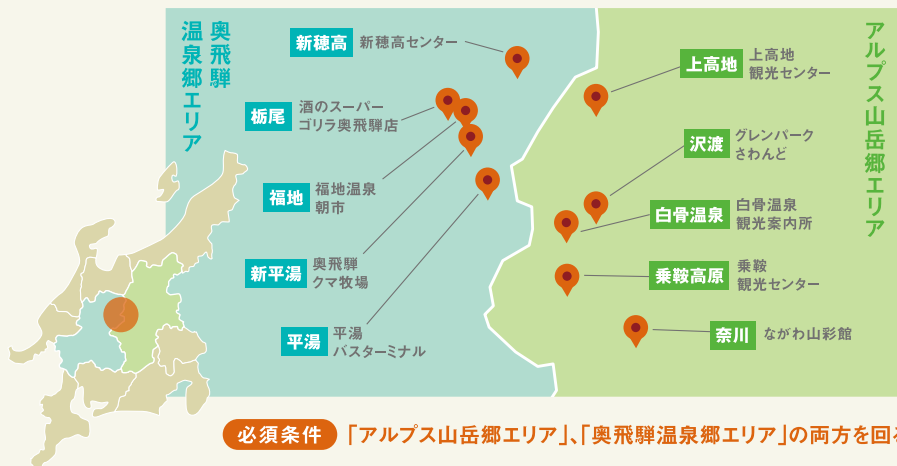 奥飛騨
温泉郷エリア
新穂高
新穂高センター
栃尾
酒のスーパー
ゴリラ奥飛騨店
福地
福地温泉
朝市
新平湯
奥飛騨
クマ牧場
平湯
平湯
バスターミナル
アルプス山岳郷エリア
上高地
上高地
観光センター
沢渡
グレンパーク
さわんど
白骨温泉
白骨温泉
観光案内所
乗鞍高原
乗鞍
観光センター
奈川
ながわ山彩館
必須条件
「アルプス山岳郷エリア」、「奥飛騨温泉郷エリア」の両方を回る